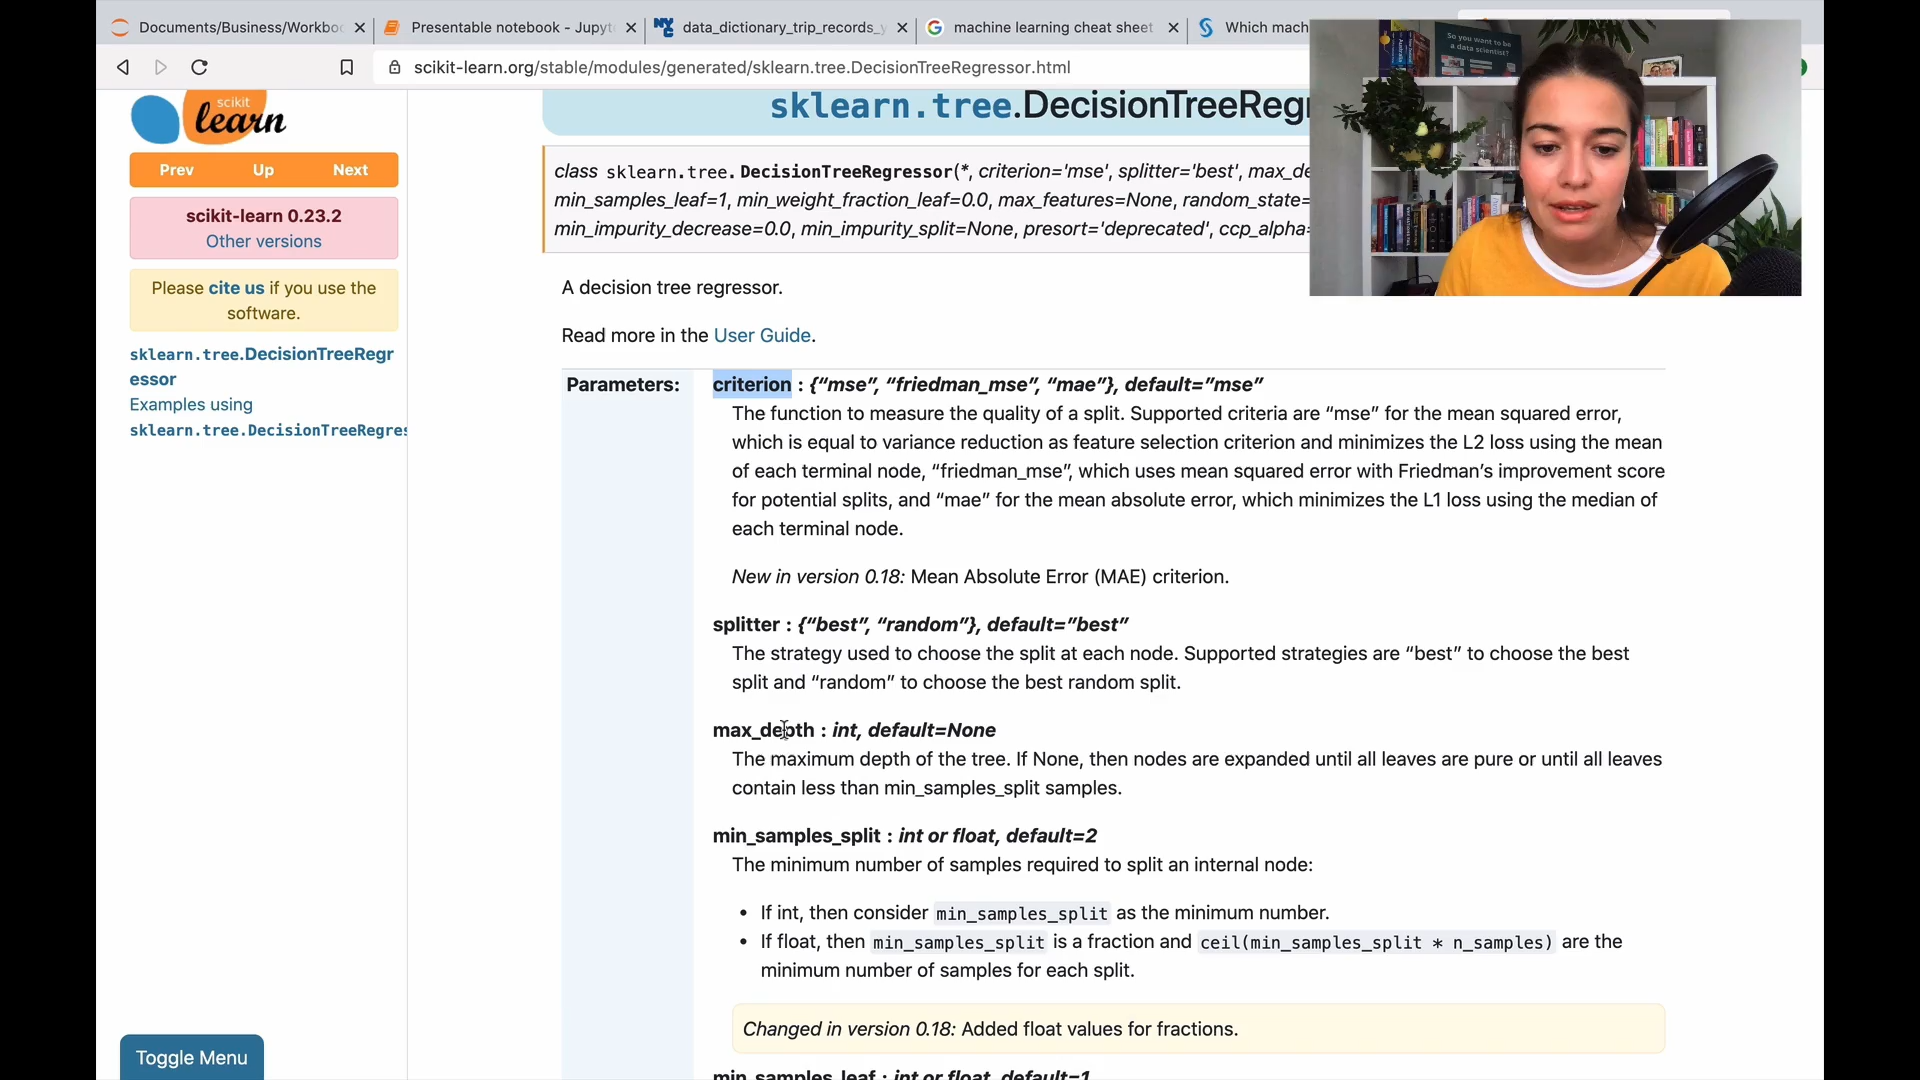 Documents/Business/Workboo
Presentable notebook - Jupyt
data_dictionary_trip_records_y
machine learning cheat sheet
Which mach
scikit-learn.org/stable/modules/generated/sklearn.tree.DecisionTreeRegressor.html
So you want to be
a data scientist?
scikit
learn
Prev Up Next
scikit-learn 0.23.2
Other versions
Please cite us if you use the
software.
sklearn.tree.DecisionTreeRegr
essor
Examples using
sklearn.tree.DecisionTreeRegres
sklearn.tree.DecisionTreeRegr
class sklearn.tree.DecisionTreeRegressor(*, criterion='mse', splitter='best', max_de
min_samples_leaf=1, min_weight_fraction_leaf=0.0, max_features=None, random_state=
min_impurity_decrease=0.0, min_impurity_split=None, presort='deprecated', ccp_alpha=
A decision tree regressor.
Read more in the User Guide.
Parameters: criterion : {“mse”, “friedman_mse”, “mae”}, default=”mse”
The function to measure the quality of a split. Supported criteria are “mse” for the mean squared error,
which is equal to variance reduction as feature selection criterion and minimizes the L2 loss using the mean
of each terminal node, “friedman_mse”, which uses mean squared error with Friedman’s improvement score
for potential splits, and “mae” for the mean absolute error, which minimizes the L1 loss using the median of
each terminal node.
New in version 0.18: Mean Absolute Error (MAE) criterion.
splitter : {“best”, “random”}, default=”best”
The strategy used to choose the split at each node. Supported strategies are “best” to choose the best
split and “random” to choose the best random split.
max_depth : int, default=None
The maximum depth of the tree. If None, then nodes are expanded until all leaves are pure or until all leaves
contain less than min_samples_split samples.
min_samples_split : int or float, default=2
The minimum number of samples required to split an internal node:
• If int, then consider min_samples_split as the minimum number.
• If float, then min_samples_split is a fraction and ceil(min_samples_split * n_samples) are the
minimum number of samples for each split.
Changed in version 0.18: Added float values for fractions.
min_samples_leaf : int or float, default=1
Toggle Menu